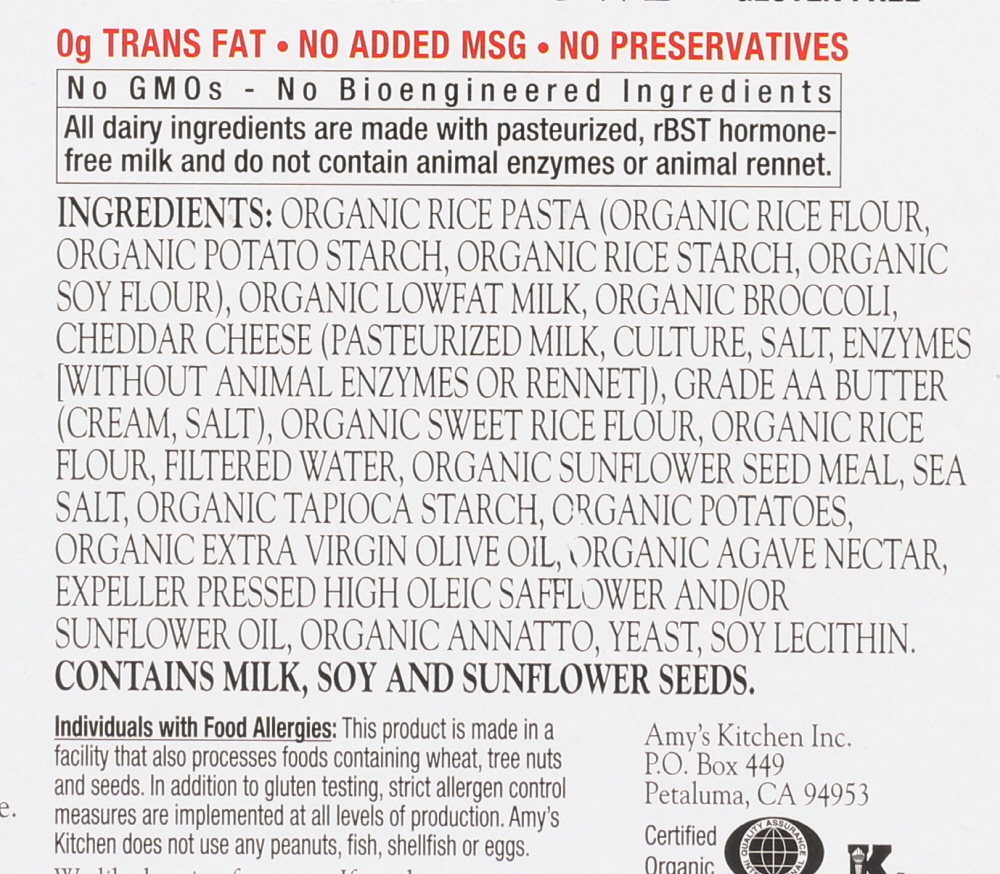 0g TRANS FAT • NO ADDED MSG • NO PRESERVATIVES
No GMOs - No Bioengineered Ingredients
All dairy ingredients are made with pasteurized, rBST hormone-
free milk and do not contain animal enzymes or animal rennet.
INGREDIENTS: ORGANIC RICE PASTA (ORGANIC RICE FLOUR,
ORGANIC POTATO STARCH, ORGANIC RICE STARCH, ORGANIC
SOY FLOUR), ORGANIC LOWFAT MILK, ORGANIC BROCCOLI,
CHEDDAR CHEESE (PASTEURIZED MILK, CULTURE, SALT, ENZYMES
[WITHOUT ANIMAL ENZYMES OR RENNET]), GRADE AA BUTTER
(CREAM, SALT), ORGANIC SWEET RICE FLOUR, ORGANIC RICE
FLOUR, FILTERED WATER, ORGANIC SUNFLOWER SEED MEAL, SEA
SALT, ORGANIC TAPIOCA STARCH, ORGANIC POTATOES,
ORGANIC EXTRA VIRGIN OLIVE OIL, ORGANIC AGAVE NECTAR,
EXPELLER PRESSED HIGH OLEIC SAFFLOWER AND/OR
SUNFLOWER OIL, ORGANIC ANNATTO, YEAST, SOY LECITHIN.
CONTAINS MILK, SOY AND SUNFLOWER SEEDS.
Individuals with Food Allergies: This product is made in a
facility that also processes foods containing wheat, tree nuts
and seeds. In addition to gluten testing, strict allergen control
measures are implemented at all levels of production. Amy's
Kitchen does not use any peanuts, fish, shellfish or eggs.
Amy's Kitchen Inc.
P.O. Box 449
Petaluma, CA 94953
Certified
Organic
QUALITY ASSURANCE
K
e.